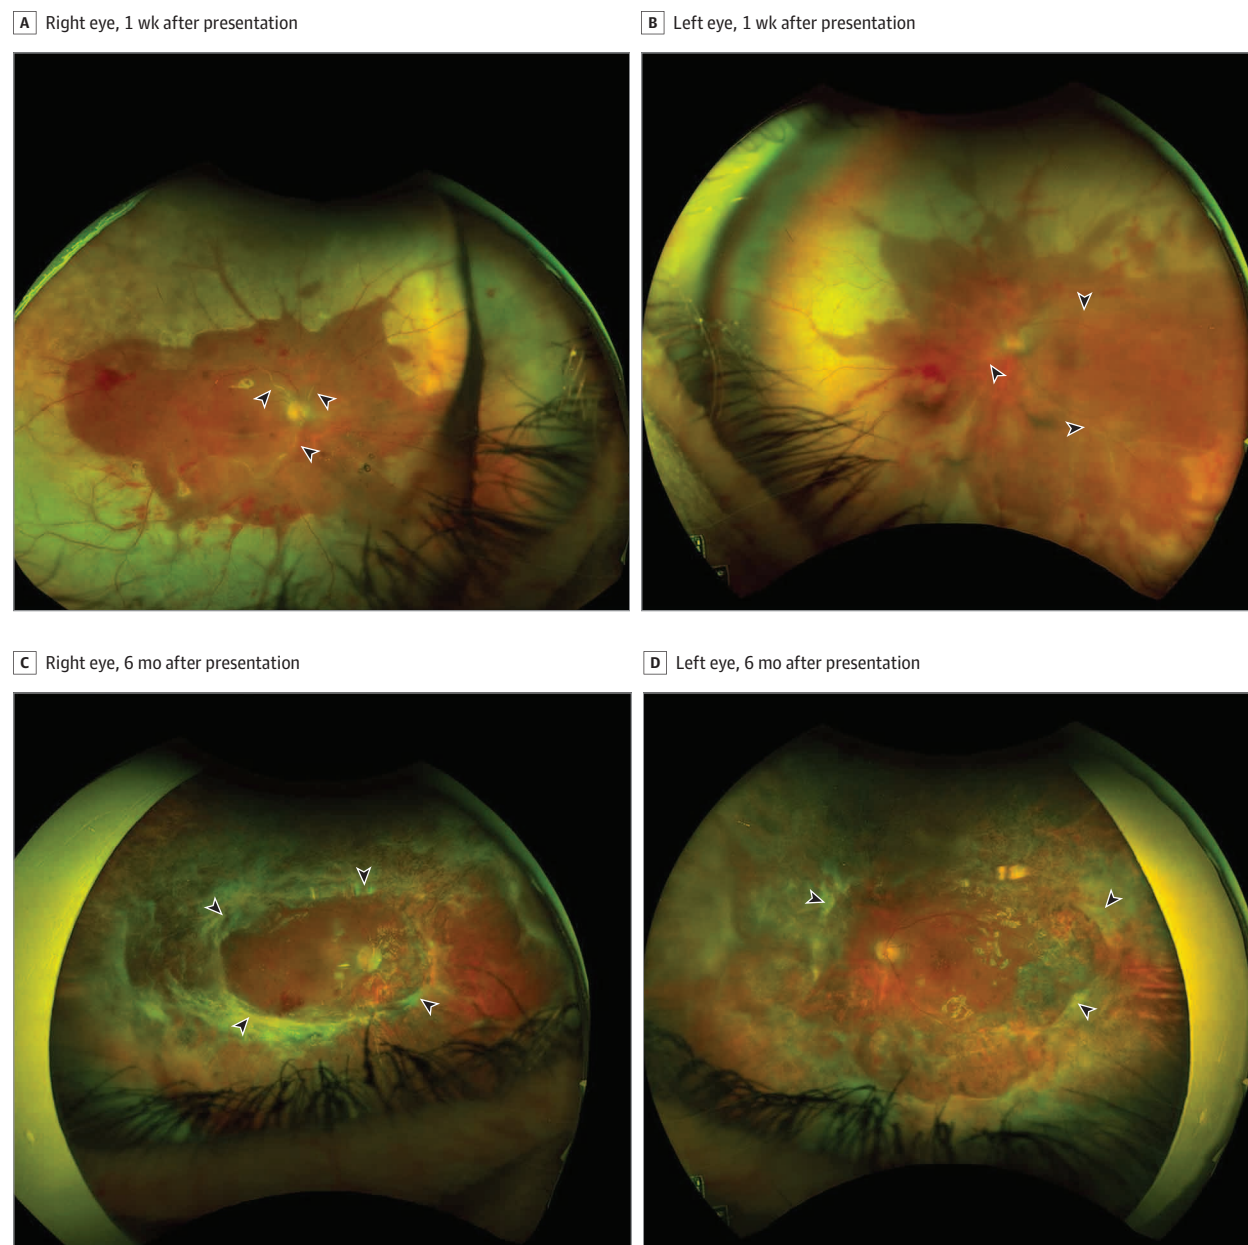 A Right eye, 1 wk after presentation
B Left eye, 1 wk after presentation
C Right eye, 6 mo after presentation
D Left eye, 6 mo after presentation